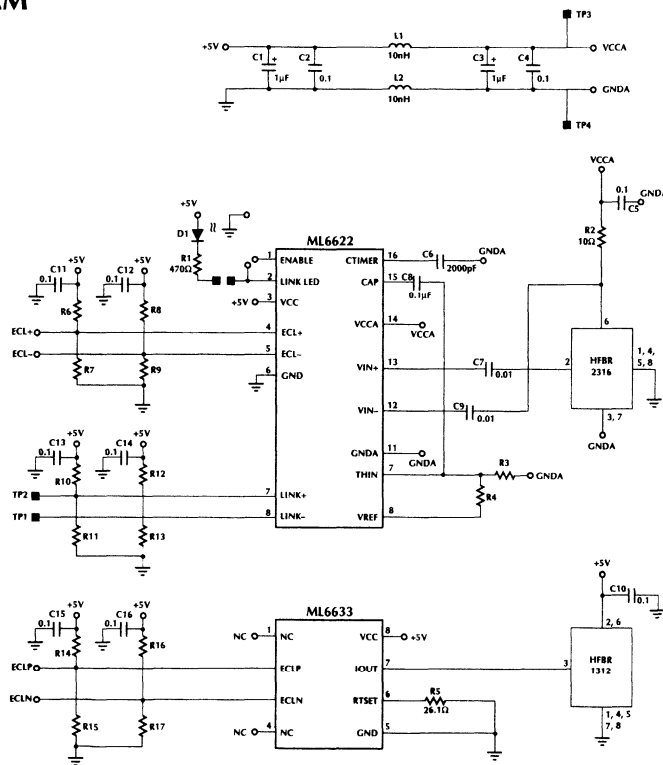 +5V
C1
+
1µF
C2
0.1
L1
10nH
L2
10nH
C3
+
1µF
C4
0.1
TP3
VCCA
GNDA
TP4
VCCA
0.1
C5
GNDA
R2
10Ω
+5V
D1
R1
470Ω
ML6622
1
ENABLE
2
LINK LED
+5V
3
VCC
4
ECL+
5
ECL–
6
GND
7
LINK+
8
LINK–
CTIMER
16
C6
2000pF
GNDA
CAP
15
C8
0.1µF
VCCA
14
VCCA
VIN+
13
C7
0.01
VIN–
12
C9
0.01
GNDA
11
GNDA
THIN
7
R3
GNDA
R4
VREF
8
6
2
HFBR
2316
1, 4,
5, 8
3, 7
GNDA
+5V
C11
0.1
R6
+5V
C12
0.1
R8
ECL+
ECL–
R7
R9
+5V
C13
0.1
R10
+5V
C14
0.1
R12
TP2
TP1
R11
R13
+5V
C15
0.1
R14
+5V
C16
0.1
R16
ECLP
ECLN
R15
R17
ML6633
NC
1
NC
ECLP
ECLN
NC
4
NC
VCC
8
+5V
IOUT
7
RTSET
6
R5
26.1Ω
GND
5
+5V
C10
0.1
2, 6
3
HFBR
1312
1, 4, 5
7, 8